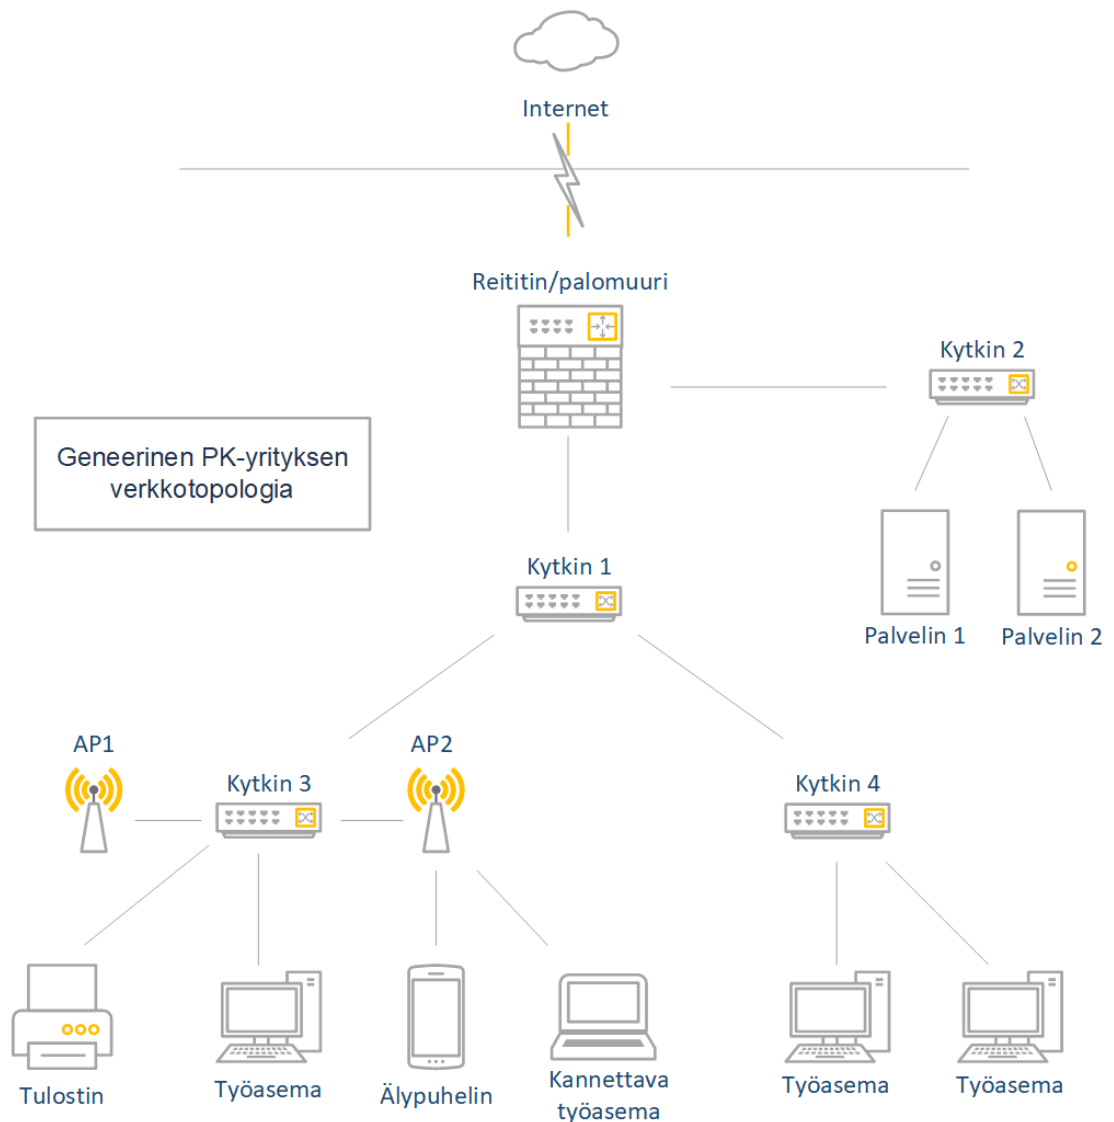 Internet
Reititin/palomuuri
Kytkin 2
Geneerinen PK-yrityksen
verkkotopologia
Kytkin 1
Palvelin 1
Palvelin 2
AP1
AP2
Kytkin 3
Kytkin 4
Tulostin
Työasema
Älypuhelin
Kannettava
työasema
Työasema
Työasema